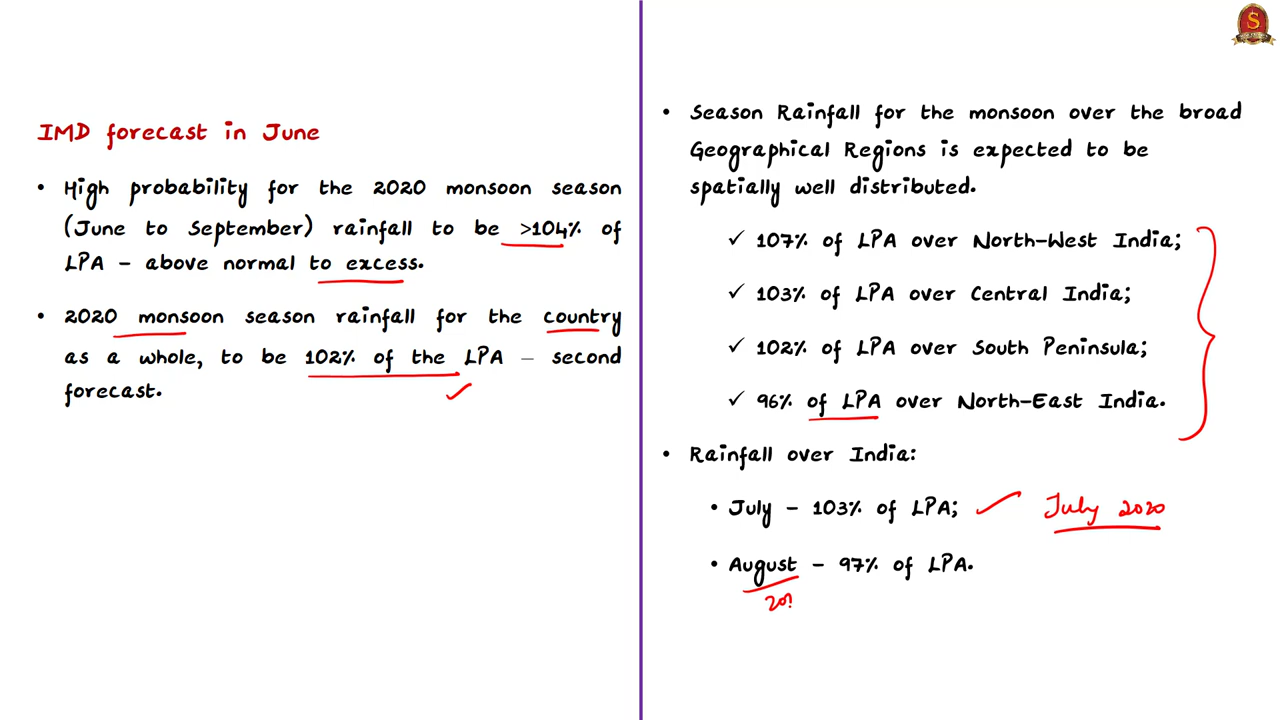 IMD forecast in June
• High probability for the 2020 monsoon season
(June to September) rainfall to be >104% of
LPA – above normal to excess.
• 2020 monsoon season rainfall for the country
as a whole, to be 102% of the LPA – second
forecast.
• Season Rainfall for the monsoon over the broad
Geographical Regions is expected to be
spatially well distributed.
✓ 107% of LPA over North-West India;
✓ 103% of LPA over Central India;
✓ 102% of LPA over South Peninsula;
✓ 96% of LPA over North-East India.
• Rainfall over India:
• July – 103% of LPA; July 2020
• August – 97% of LPA.